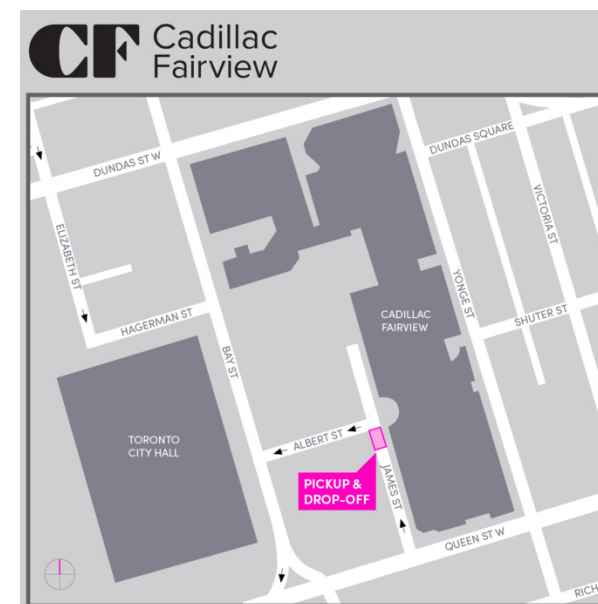 CF Cadillac
Fairview
DUNDAS ST W
DUNDAS SQUARE
ELIZABETH ST
VICTORIA ST
YONGE ST
HAGERMAN ST
CADILLAC
FAIRVIEW
SHUTER ST
BAY ST
TORONTO
CITY HALL
ALBERT ST
PICKUP &
DROP-OFF
JAMES ST
QUEEN ST W
RICH